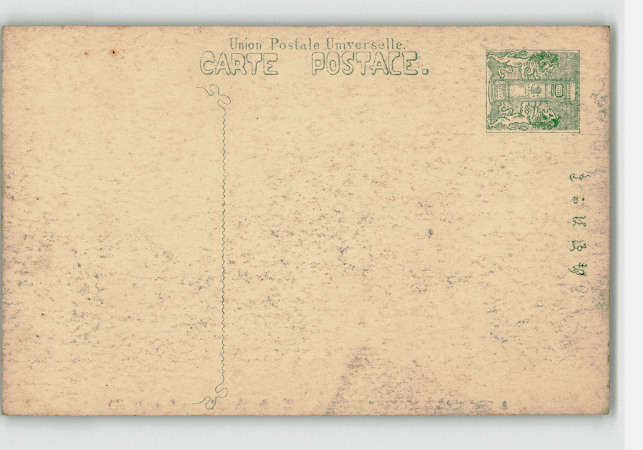 Union Postale Universelle.
CARTE POSTALE.